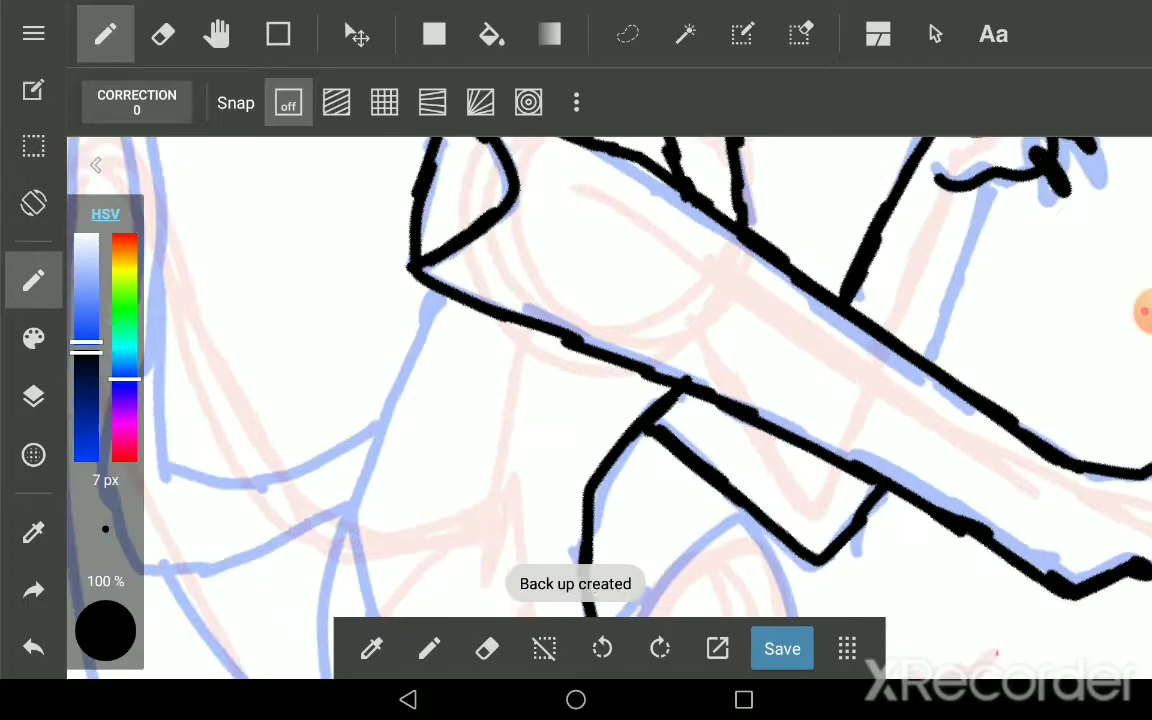 Aa
CORRECTION
0
Snap
off
HSV
7 px
100 %
Back up created
Save
XRecorder